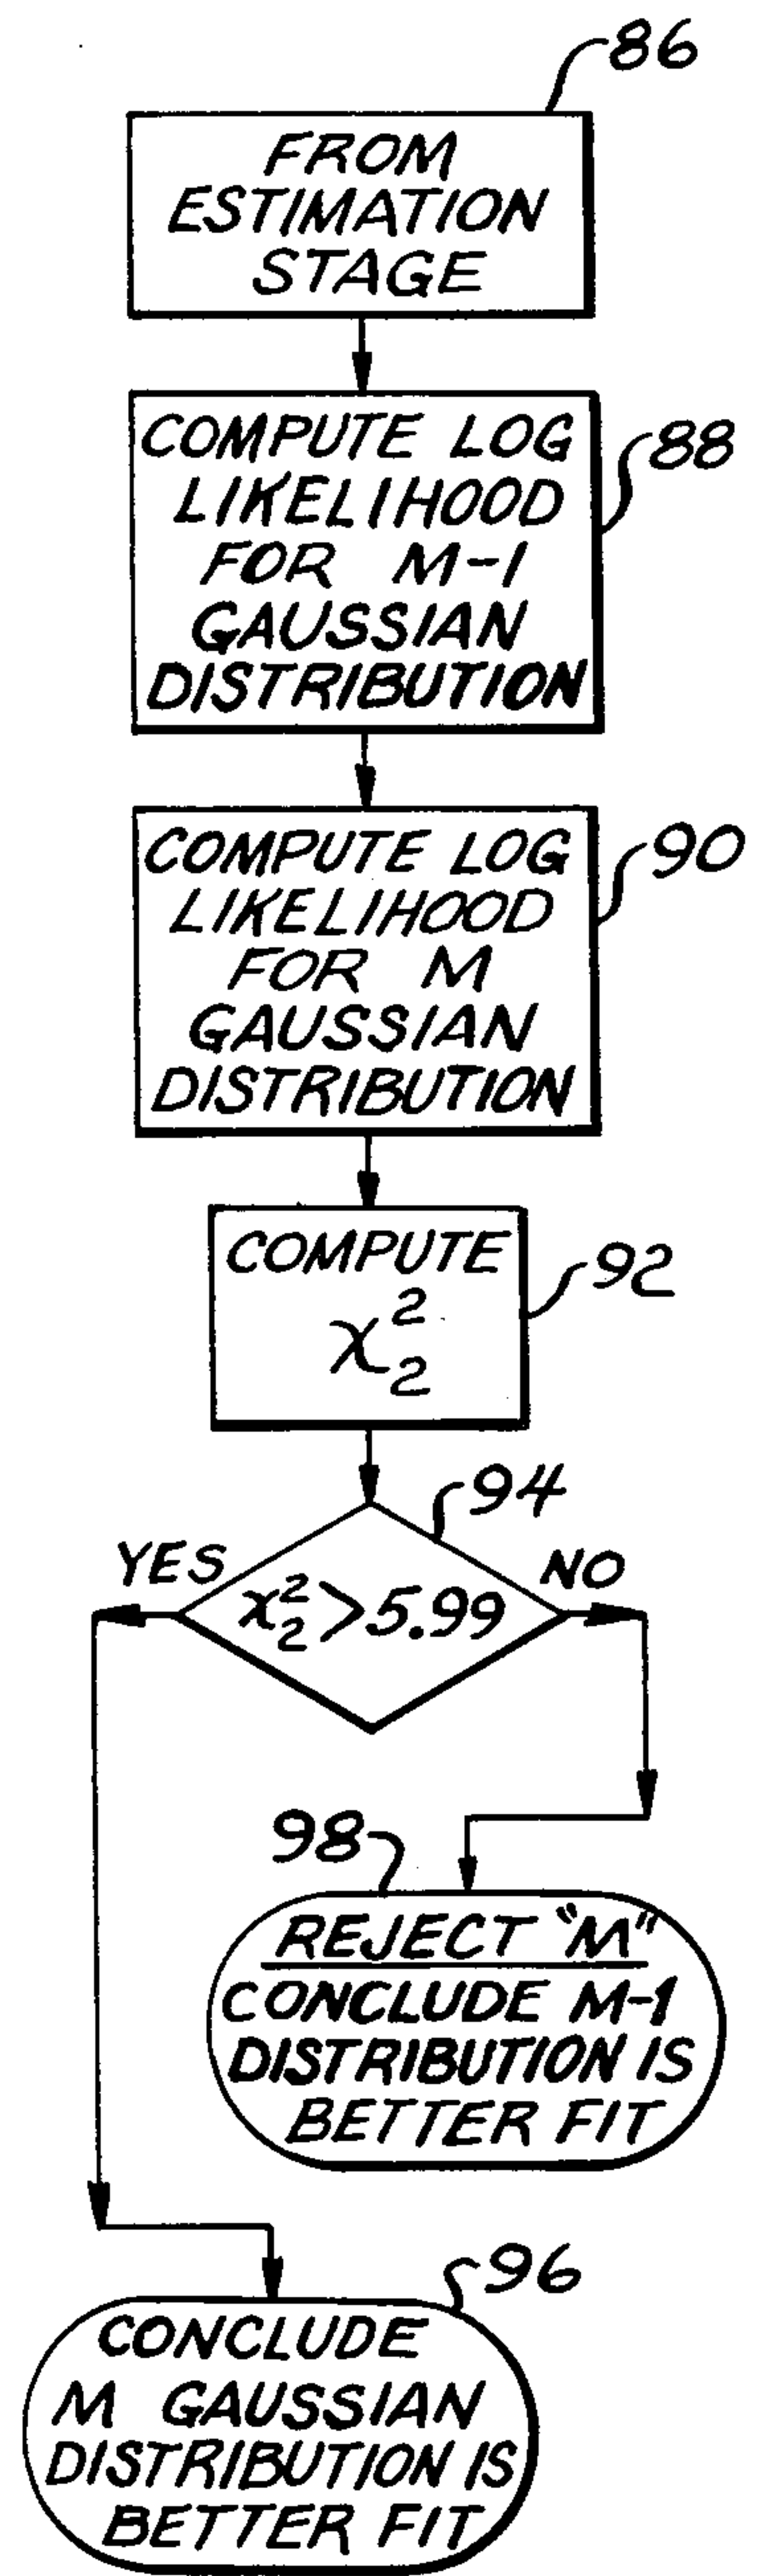 86
FROM
ESTIMATION
STAGE
COMPUTE LOG
LIKELIHOOD
FOR M-1
GAUSSIAN
DISTRIBUTION
88
COMPUTE LOG
LIKELIHOOD
FOR M
GAUSSIAN
DISTRIBUTION
90
COMPUTE
χ₂²
92
94
YES
χ₂²>5.99
NO
98
REJECT "M"
CONCLUDE M-1
DISTRIBUTION IS
BETTER FIT
96
CONCLUDE
M GAUSSIAN
DISTRIBUTION IS
BETTER FIT